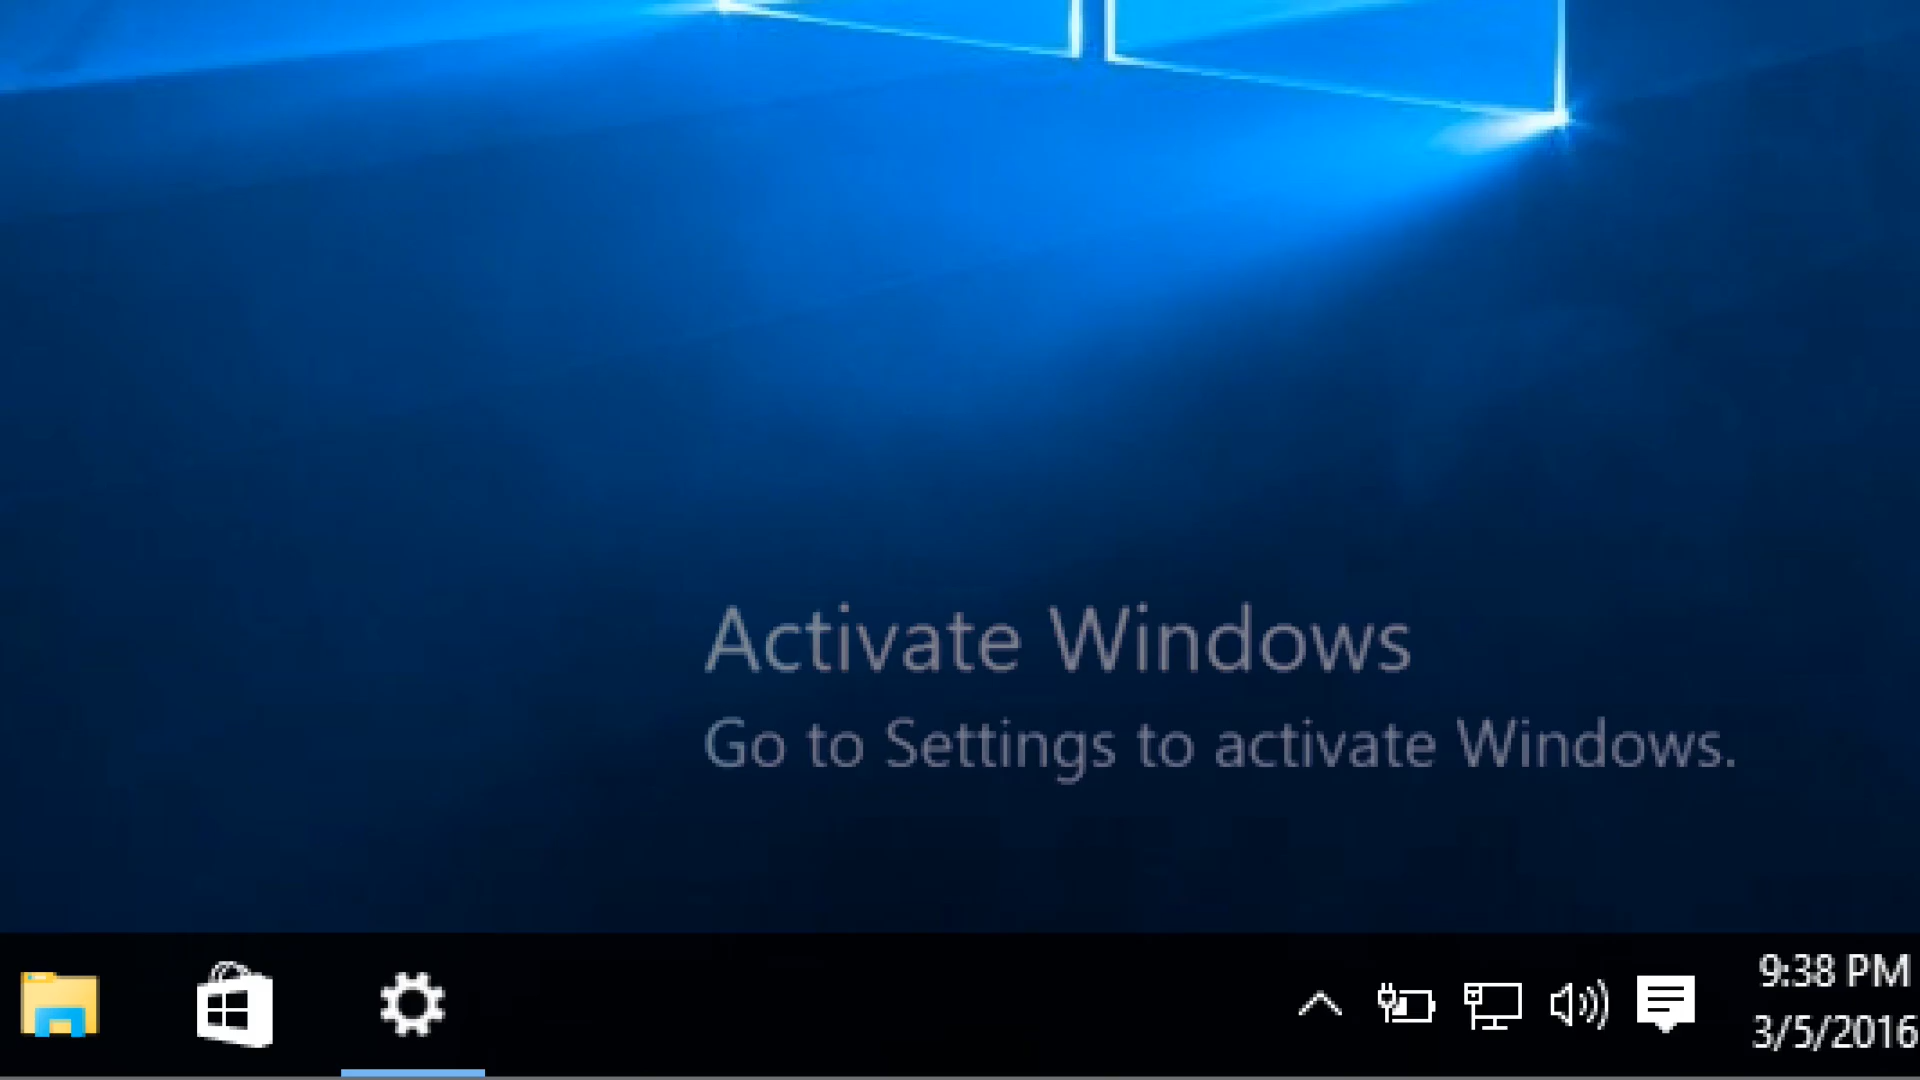 Activate Windows
Go to Settings to activate Windows.
9:38 PM
3/5/2016